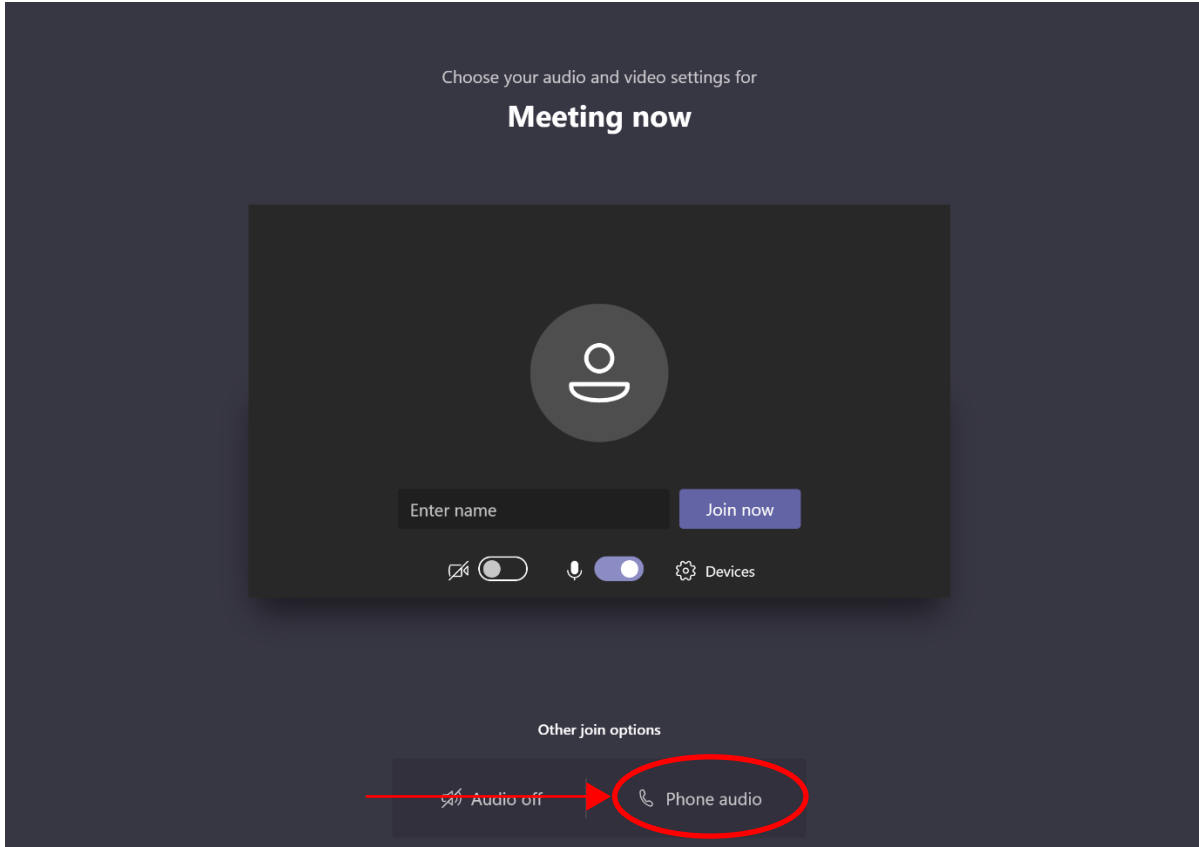 Choose your audio and video settings for
Meeting now
Enter name
Join now
Devices
Other join options
Audio off
Phone audio